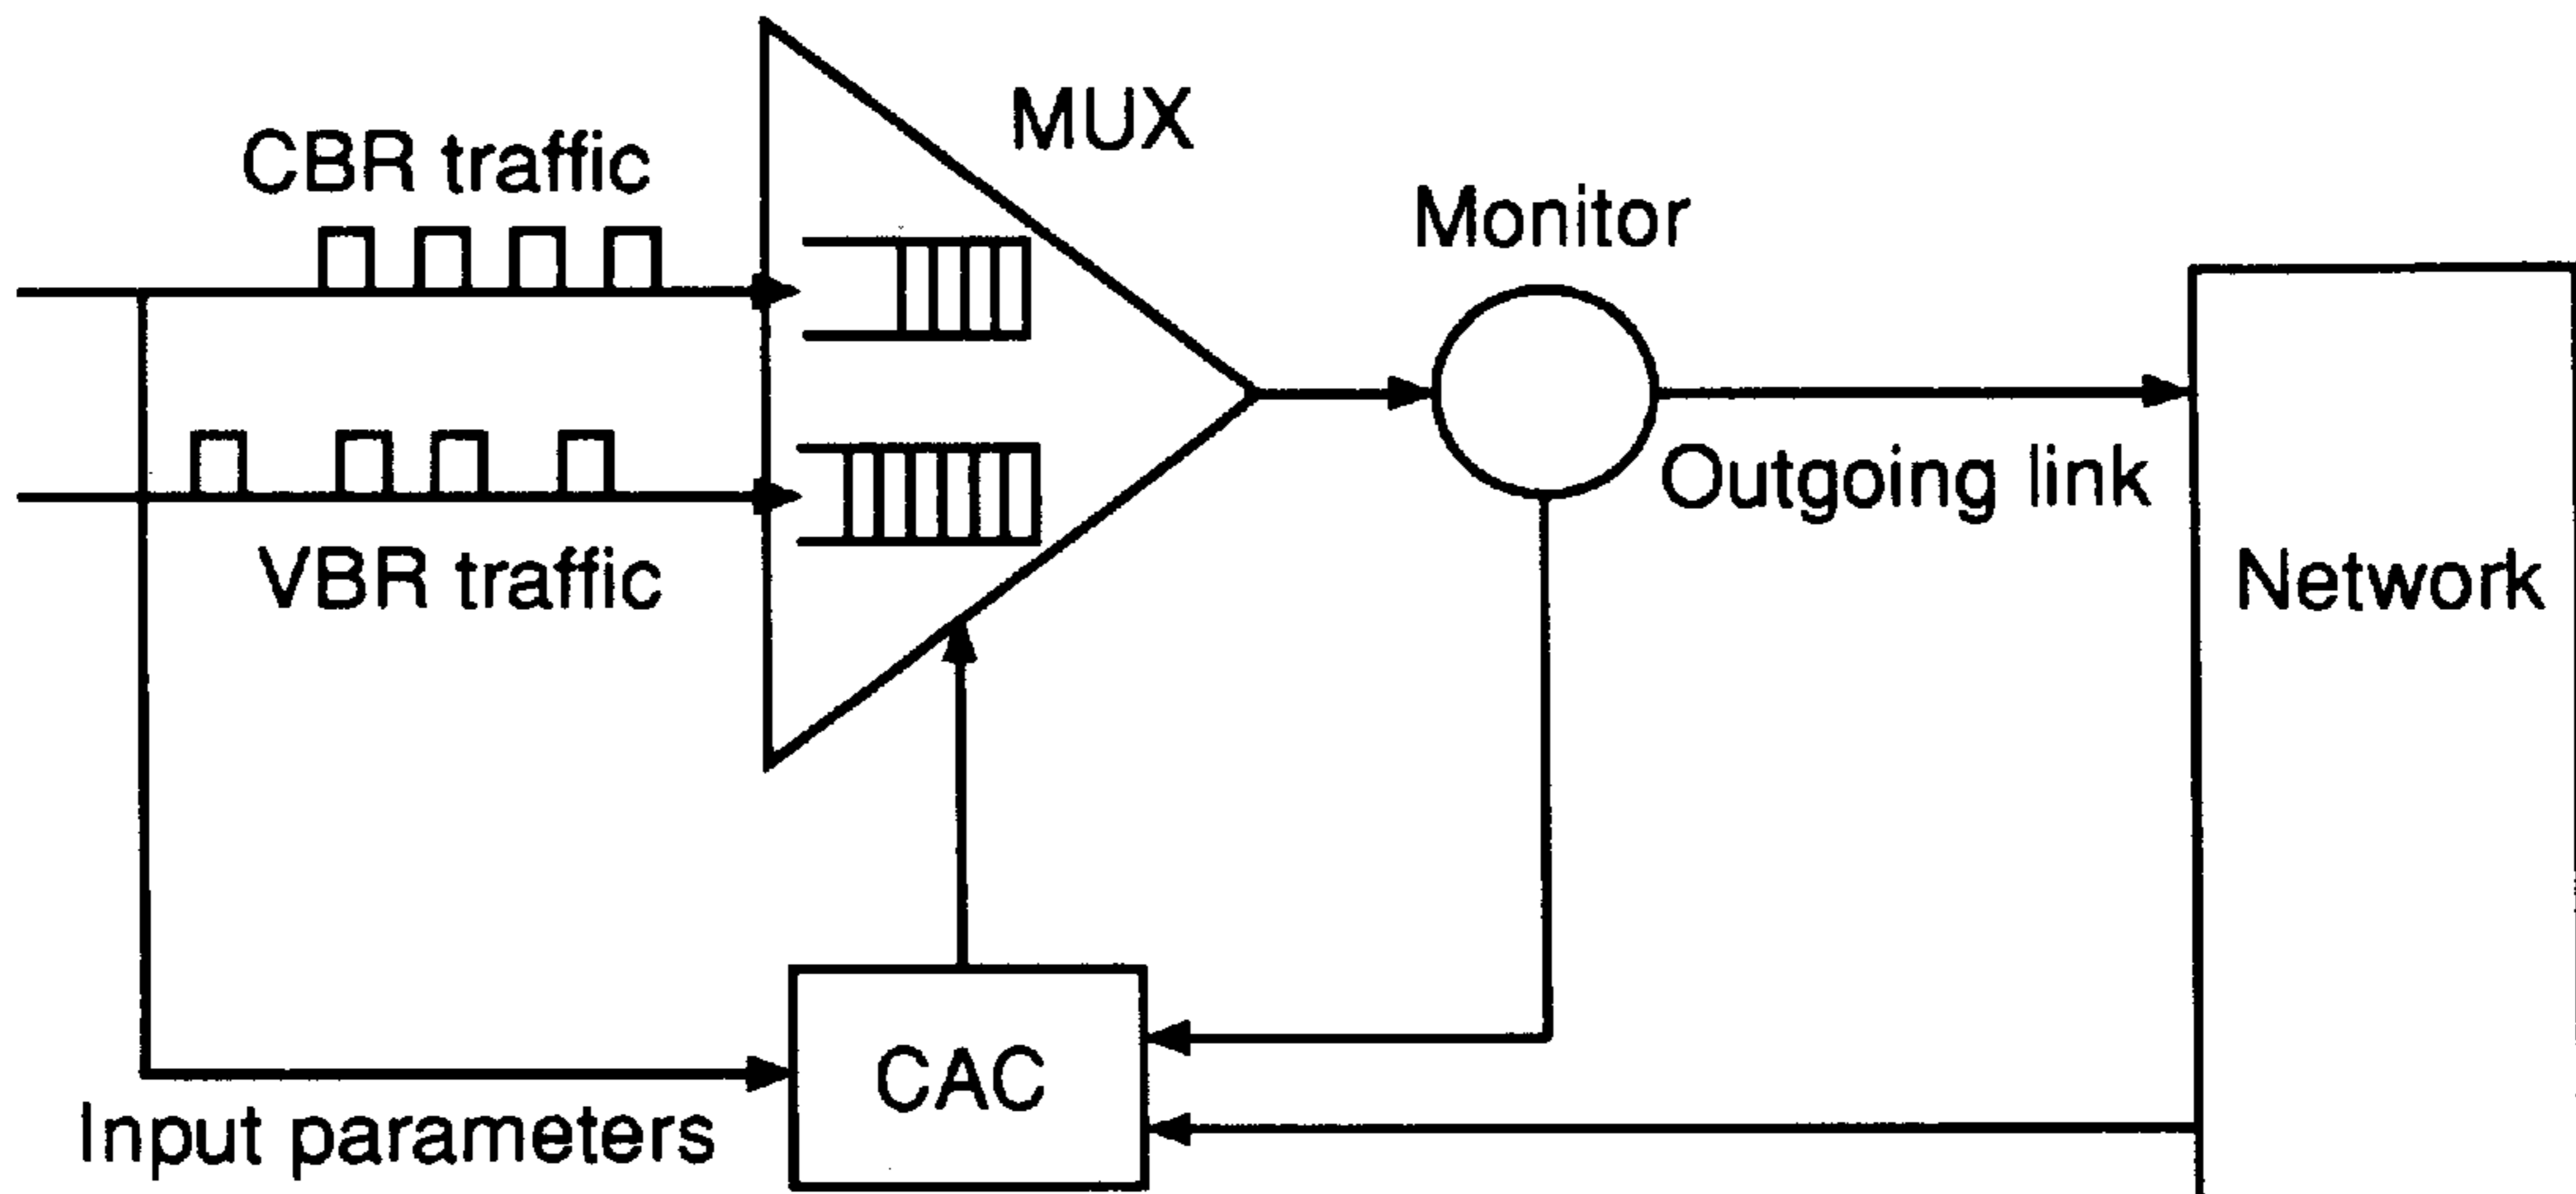 MUX
CBR traffic
Monitor
Outgoing link
VBR traffic
Network
CAC
Input parameters